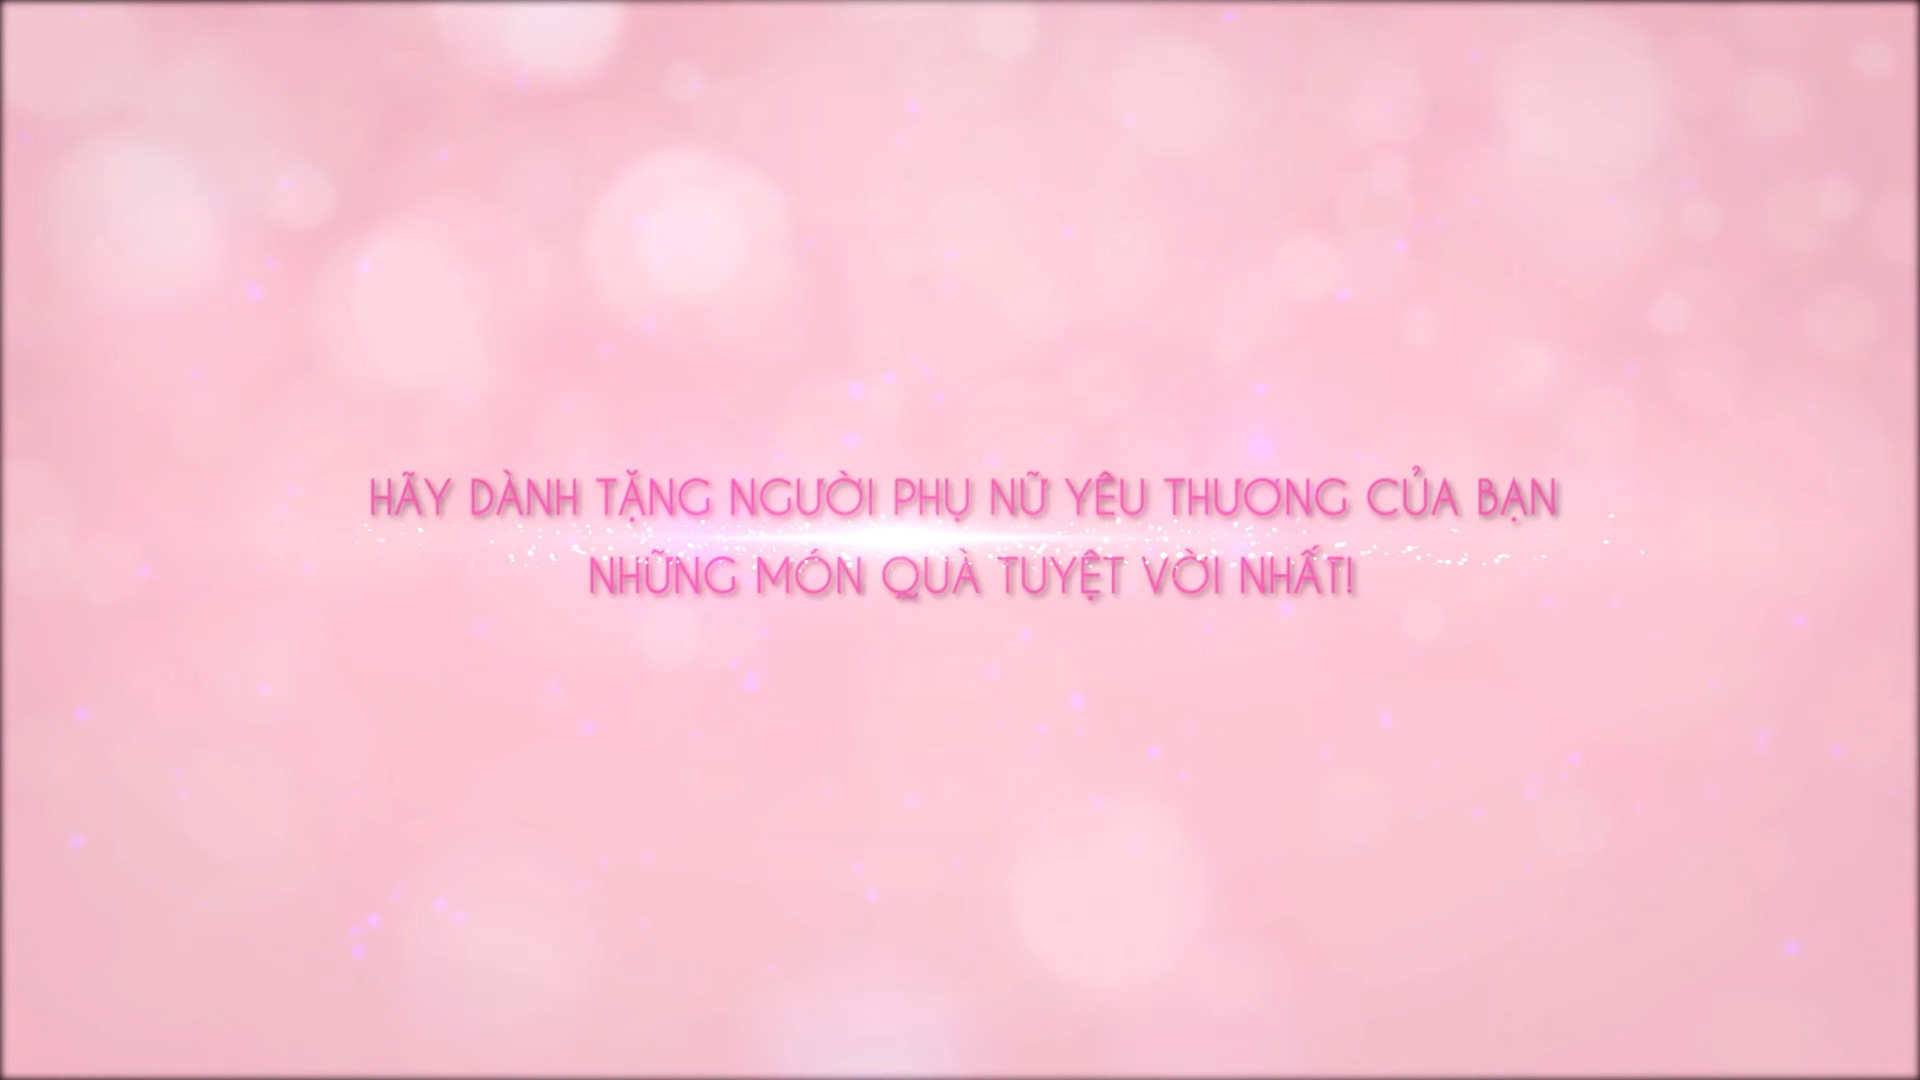 HÃY DÀNH TẶNG NGƯỜI PHỤ NỮ YÊU THƯƠNG CỦA BẠN
NHỮNG MÓN QUÀ TUYỆT VỜI NHẤT!